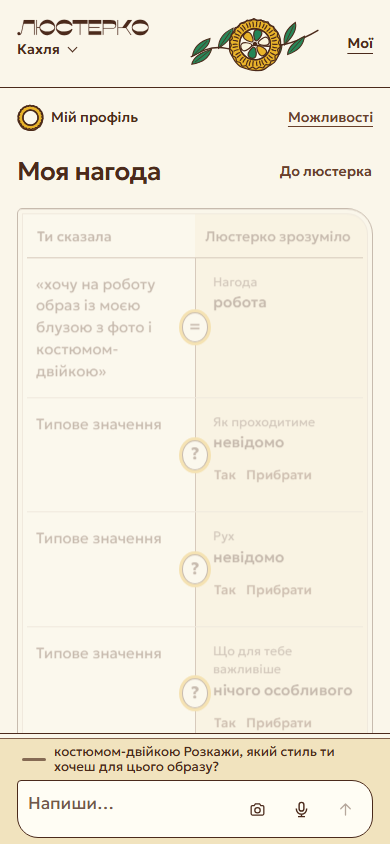 ЛЮСТЕРКО
Кахля
Мої
Мій профіль
Можливості
Моя нагода
До люстерка
Ти сказала
Люстерко зрозуміло
«хочу на роботу
образ із моєю
блузою з фото і
костюмом-
двійкою»
=
Нагода
робота
Типове значення
?
Як проходитиме
невідомо
Так Прибрати
Типове значення
?
Рух
невідомо
Так Прибрати
Типове значення
?
Що для тебе
важливіше
нічого особливого
Так Прибрати
костюмом-двійкою Розкажи, який стиль ти
хочеш для цього образу?
Напиши...